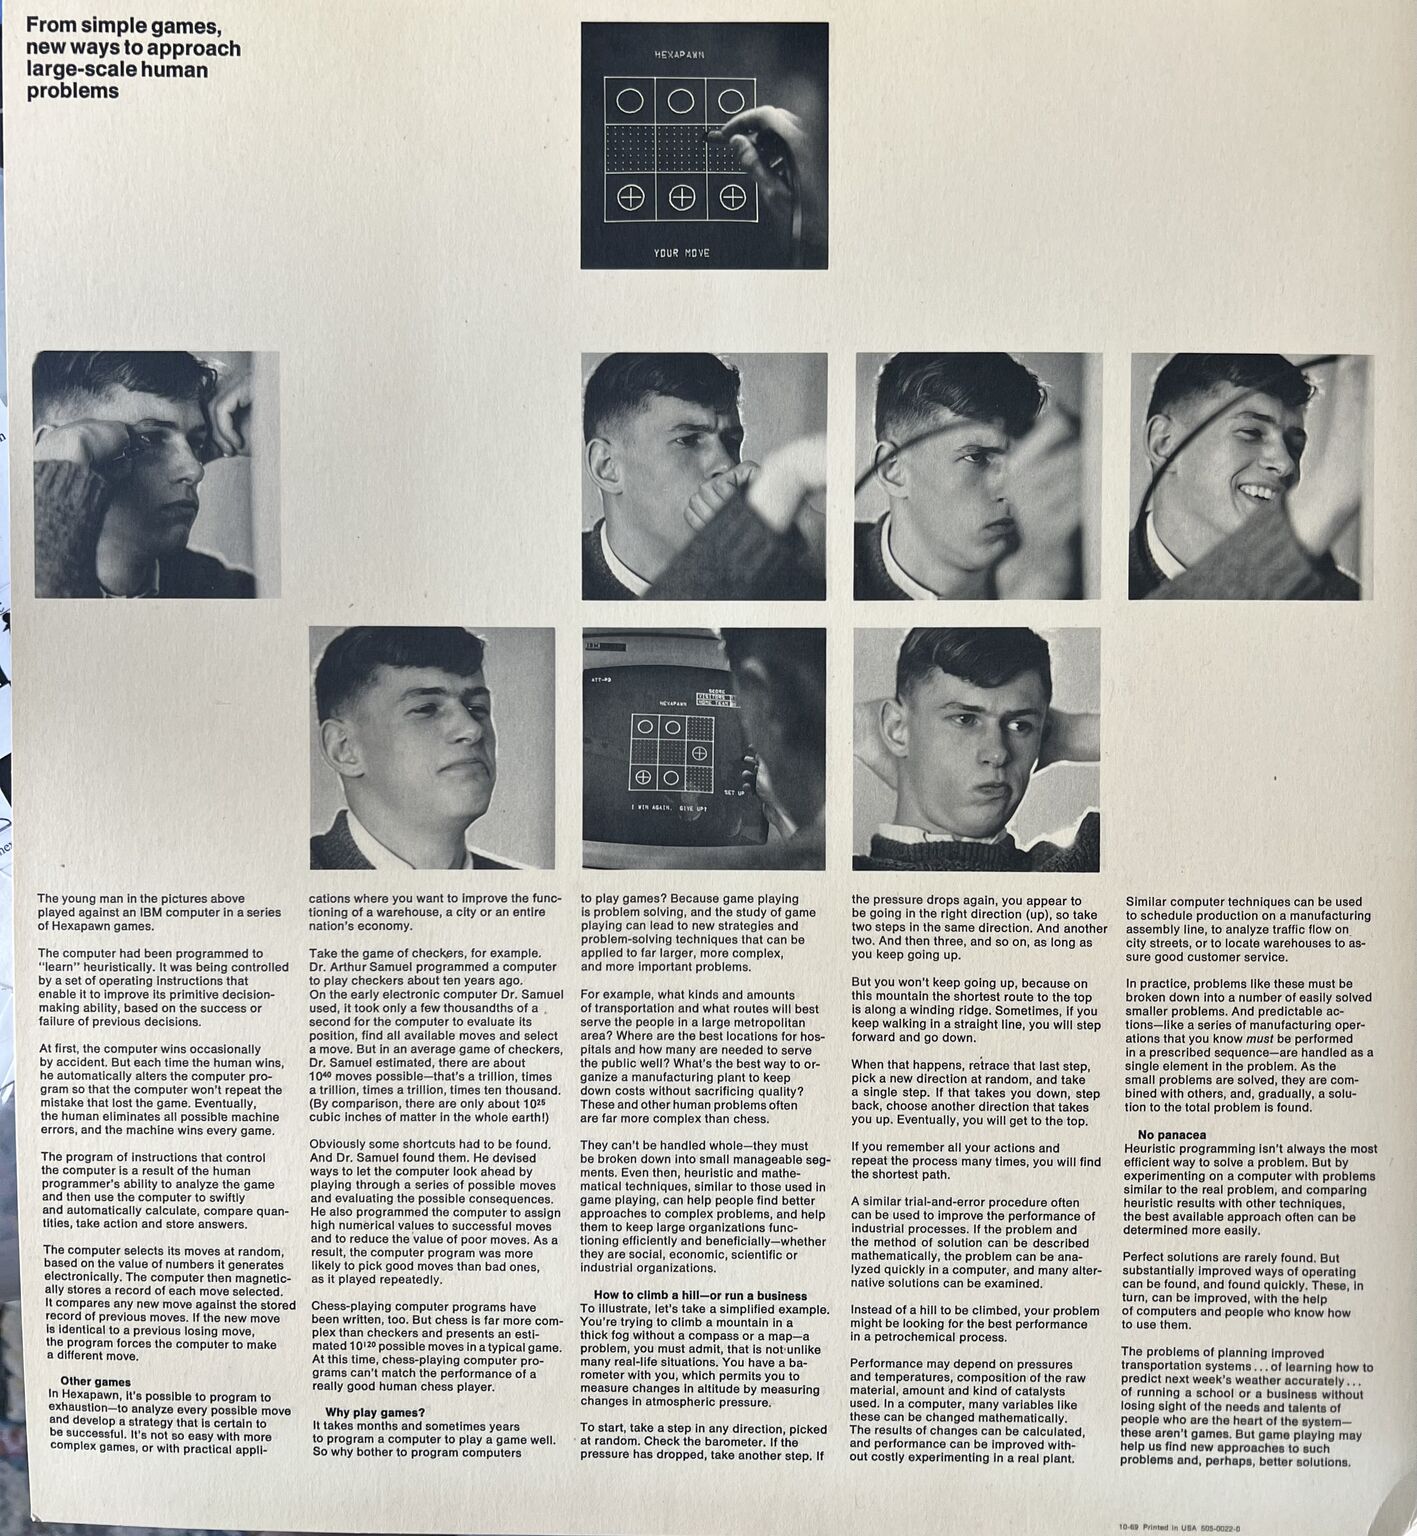 From simple games,
new ways to approach
large-scale human
problems
HEXAPAWN
YOUR MOVE
ATT-PD
SCORE
VISITORS
HOME TEAM
HEXAPAWN
SET UP
I WIN AGAIN. GIVE UP?
The young man in the pictures above
played against an IBM computer in a series
of Hexapawn games.
The computer had been programmed to
“learn” heuristically. It was being controlled
by a set of operating instructions that
enable it to improve its primitive decision-
making ability, based on the success or
failure of previous decisions.
At first, the computer wins occasionally
by accident. But each time the human wins,
he automatically alters the computer pro-
gram so that the computer won't repeat the
mistake that lost the game. Eventually,
the human eliminates all possible machine
errors, and the machine wins every game.
The program of instructions that control
the computer is a result of the human
programmer's ability to analyze the game
and then use the computer to swiftly
and automatically calculate, compare quan-
tities, take action and store answers.
The computer selects its moves at random,
based on the value of numbers it generates
electronically. The computer then magnetic-
ally stores a record of each move selected.
It compares any new move against the stored
record of previous moves. If the new move
is identical to a previous losing move,
the program forces the computer to make
a different move.
Other games
In Hexapawn, it's possible to program to
exhaustion—to analyze every possible move
and develop a strategy that is certain to
be successful. It's not so easy with more
complex games, or with practical appli-
cations where you want to improve the func-
tioning of a warehouse, a city or an entire
nation's economy.
Take the game of checkers, for example.
Dr. Arthur Samuel programmed a computer
to play checkers about ten years ago.
On the early electronic computer Dr. Samuel
used, it took only a few thousandths of a
second for the computer to evaluate its
position, find all available moves and select
a move. But in an average game of checkers,
Dr. Samuel estimated, there are about
10⁴⁰ moves possible—that's a trillion, times
a trillion, times a trillion, times ten thousand.
(By comparison, there are only about 10²⁵
cubic inches of matter in the whole earth!)
Obviously some shortcuts had to be found.
And Dr. Samuel found them. He devised
ways to let the computer look ahead by
playing through a series of possible moves
and evaluating the possible consequences.
He also programmed the computer to assign
high numerical values to successful moves
and to reduce the value of poor moves. As a
result, the computer program was more
likely to pick good moves than bad ones,
as it played repeatedly.
Chess-playing computer programs have
been written, too. But chess is far more com-
plex than checkers and presents an esti-
mated 10¹²⁰ possible moves in a typical game.
At this time, chess-playing computer pro-
grams can't match the performance of a
really good human chess player.
Why play games?
It takes months and sometimes years
to program a computer to play a game well.
So why bother to program computers
to play games? Because game playing
is problem solving, and the study of game
playing can lead to new strategies and
problem-solving techniques that can be
applied to far larger, more complex,
and more important problems.
For example, what kinds and amounts
of transportation and what routes will best
serve the people in a large metropolitan
area? Where are the best locations for hos-
pitals and how many are needed to serve
the public well? What's the best way to or-
ganize a manufacturing plant to keep
down costs without sacrificing quality?
These and other human problems often
are far more complex than chess.
They can't be handled whole—they must
be broken down into small manageable seg-
ments. Even then, heuristic and mathe-
matical techniques, similar to those used in
game playing, can help people find better
approaches to complex problems, and help
them to keep large organizations func-
tioning efficiently and beneficially—whether
they are social, economic, scientific or
industrial organizations.
How to climb a hill—or run a business
To illustrate, let's take a simplified example.
You're trying to climb a mountain in a
thick fog without a compass or a map—a
problem, you must admit, that is not unlike
many real-life situations. You have a ba-
rometer with you, which permits you to
measure changes in altitude by measuring
changes in atmospheric pressure.
To start, take a step in any direction, picked
at random. Check the barometer. If the
pressure has dropped, take another step. If
the pressure drops again, you appear to
be going in the right direction (up), so take
two steps in the same direction. And another
two. And then three, and so on, as long as
you keep going up.
But you won't keep going up, because on
this mountain the shortest route to the top
is along a winding ridge. Sometimes, if you
keep walking in a straight line, you will step
forward and go down.
When that happens, retrace that last step,
pick a new direction at random, and take
a single step. If that takes you down, step
back, choose another direction that takes
you up. Eventually, you will get to the top.
If you remember all your actions and
repeat the process many times, you will find
the shortest path.
A similar trial-and-error procedure often
can be used to improve the performance of
industrial processes. If the problem and
the method of solution can be described
mathematically, the problem can be ana-
lyzed quickly in a computer, and many alter-
native solutions can be examined.
Instead of a hill to be climbed, your problem
might be looking for the best performance
in a petrochemical process.
Performance may depend on pressures
and temperatures, composition of the raw
material, amount and kind of catalysts
used. In a computer, many variables like
these can be changed mathematically.
The results of changes can be calculated,
and performance can be improved with-
out costly experimenting in a real plant.
Similar computer techniques can be used
to schedule production on a manufacturing
assembly line, to analyze traffic flow on
city streets, or to locate warehouses to as-
sure good customer service.
In practice, problems like these must be
broken down into a number of easily solved
smaller problems. And predictable ac-
tions—like a series of manufacturing oper-
ations that you know must be performed
in a prescribed sequence—are handled as a
single element in the problem. As the
small problems are solved, they are com-
bined with others, and, gradually, a solu-
tion to the total problem is found.
No panacea
Heuristic programming isn't always the most
efficient way to solve a problem. But by
experimenting on a computer with problems
similar to the real problem, and comparing
heuristic results with other techniques,
the best available approach often can be
determined more easily.
Perfect solutions are rarely found. But
substantially improved ways of operating
can be found, and found quickly. These, in
turn, can be improved, with the help
of computers and people who know how
to use them.
The problems of planning improved
transportation systems . . . of learning how to
predict next week's weather accurately . . .
of running a school or a business without
losing sight of the needs and talents of
people who are the heart of the system—
these aren't games. But game playing may
help us find new approaches to such
problems and, perhaps, better solutions.
10-69 Printed in USA 505-0022-0